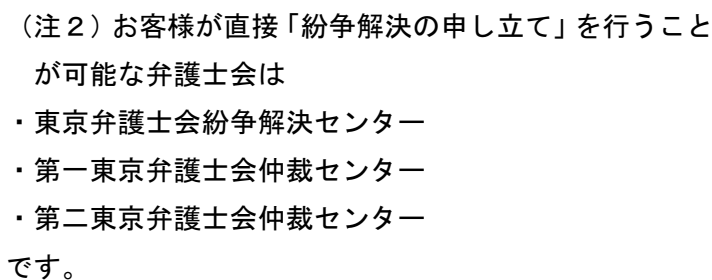 （注２）お客様が直接「紛争解決の申し立て」を行うこと
が可能な弁護士会は
・東京弁護士会紛争解決センター
・第一東京弁護士会仲裁センター
・第二東京弁護士会仲裁センター
です。